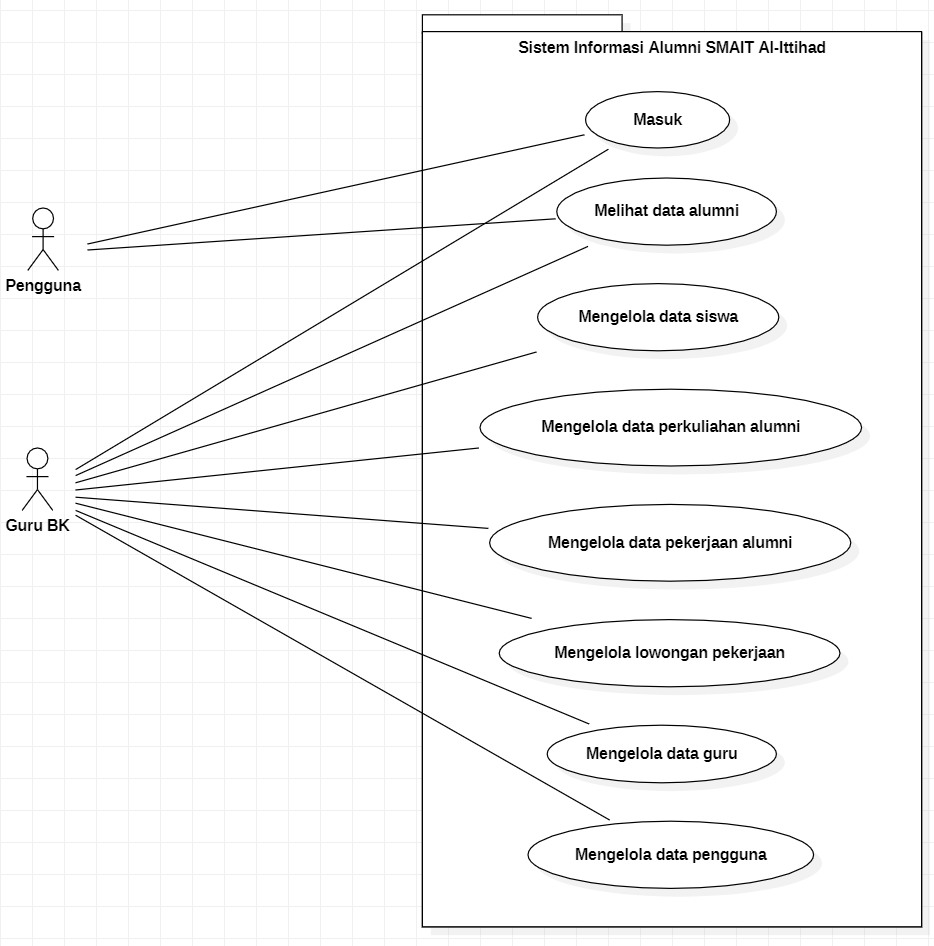 Sistem Informasi Alumni SMAIT Al-Ittihad
Masuk
Melihat data alumni
Pengguna
Mengelola data siswa
Mengelola data perkuliahan alumni
Guru BK
Mengelola data pekerjaan alumni
Mengelola lowongan pekerjaan
Mengelola data guru
Mengelola data pengguna